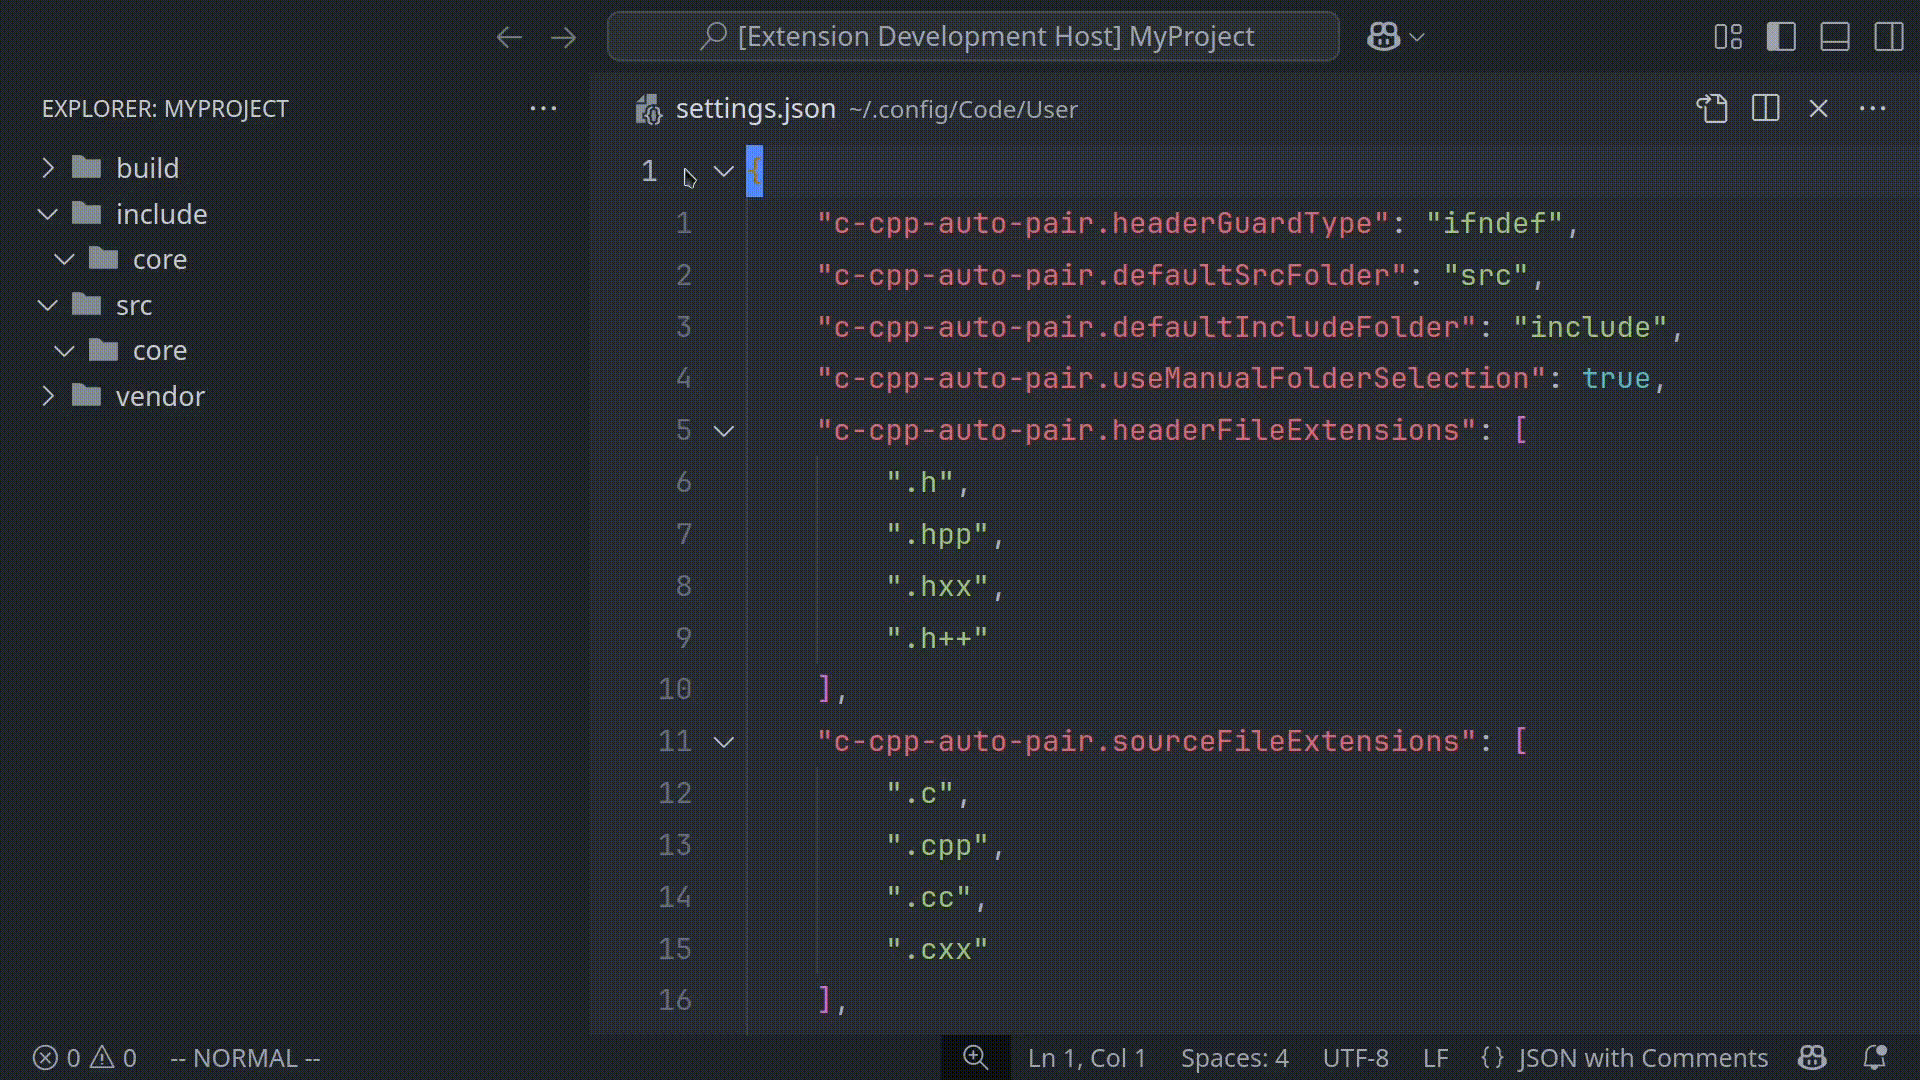 [Extension Development Host] MyProject
EXPLORER: MYPROJECT
build
include
core
src
core
vendor
settings.json ~/.config/Code/User
1 {
1 "c-cpp-auto-pair.headerGuardType": "ifndef",
2 "c-cpp-auto-pair.defaultSrcFolder": "src",
3 "c-cpp-auto-pair.defaultIncludeFolder": "include",
4 "c-cpp-auto-pair.useManualFolderSelection": true,
5 "c-cpp-auto-pair.headerFileExtensions": [
6 ".h",
7 ".hpp",
8 ".hxx",
9 ".h++"
10 ],
11 "c-cpp-auto-pair.sourceFileExtensions": [
12 ".c",
13 ".cpp",
14 ".cc",
15 ".cxx"
16 ],
0 0 -- NORMAL -- Ln 1, Col 1 Spaces: 4 UTF-8 LF {} JSON with Comments